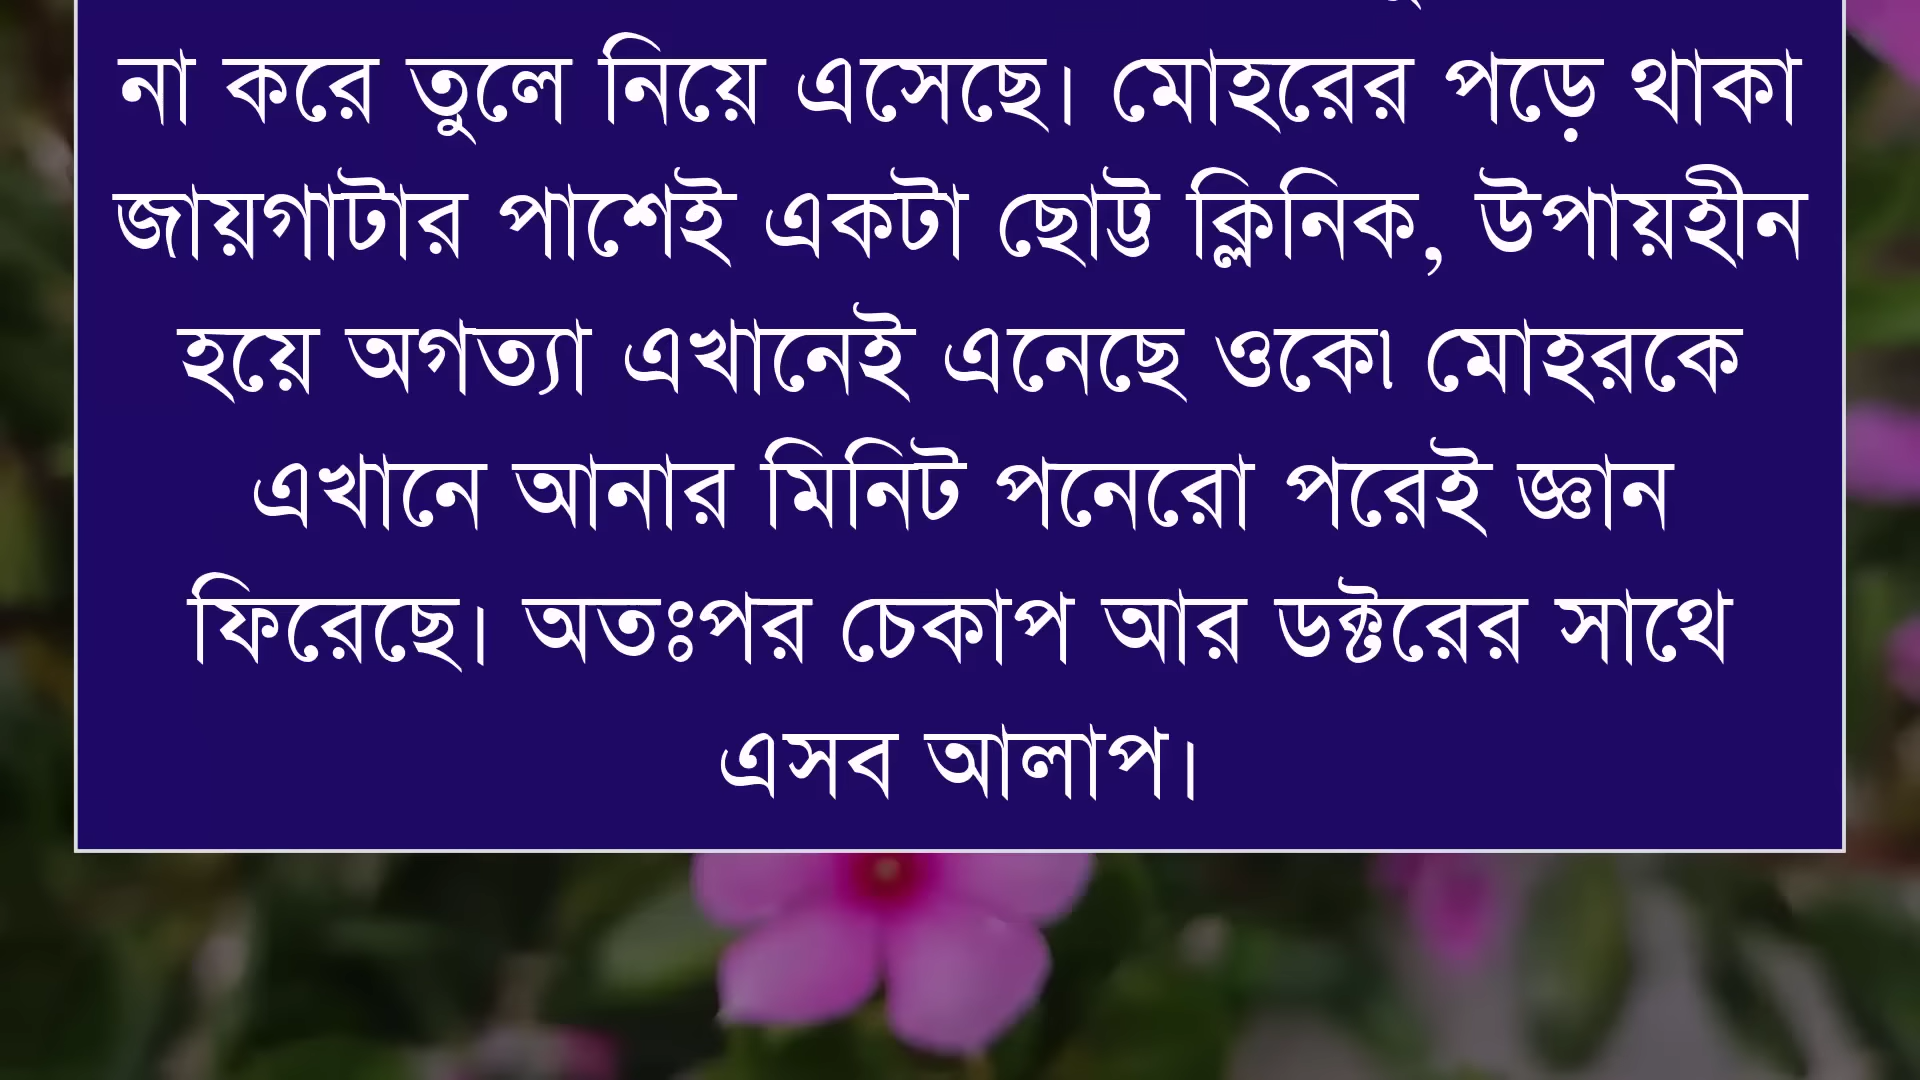 না করে তুলে নিয়ে এসেছে। মোহরের পড়ে থাকা
জায়গাটার পাশেই একটা ছোট্ট ক্লিনিক, উপায়হীন
হয়ে অগত্যা এখানেই এনেছে ওকে৷ মোহরকে
এখানে আনার মিনিট পনেরো পরেই জ্ঞান
ফিরেছে। অতঃপর চেকাপ আর ডক্টরের সাথে
এসব আলাপ।